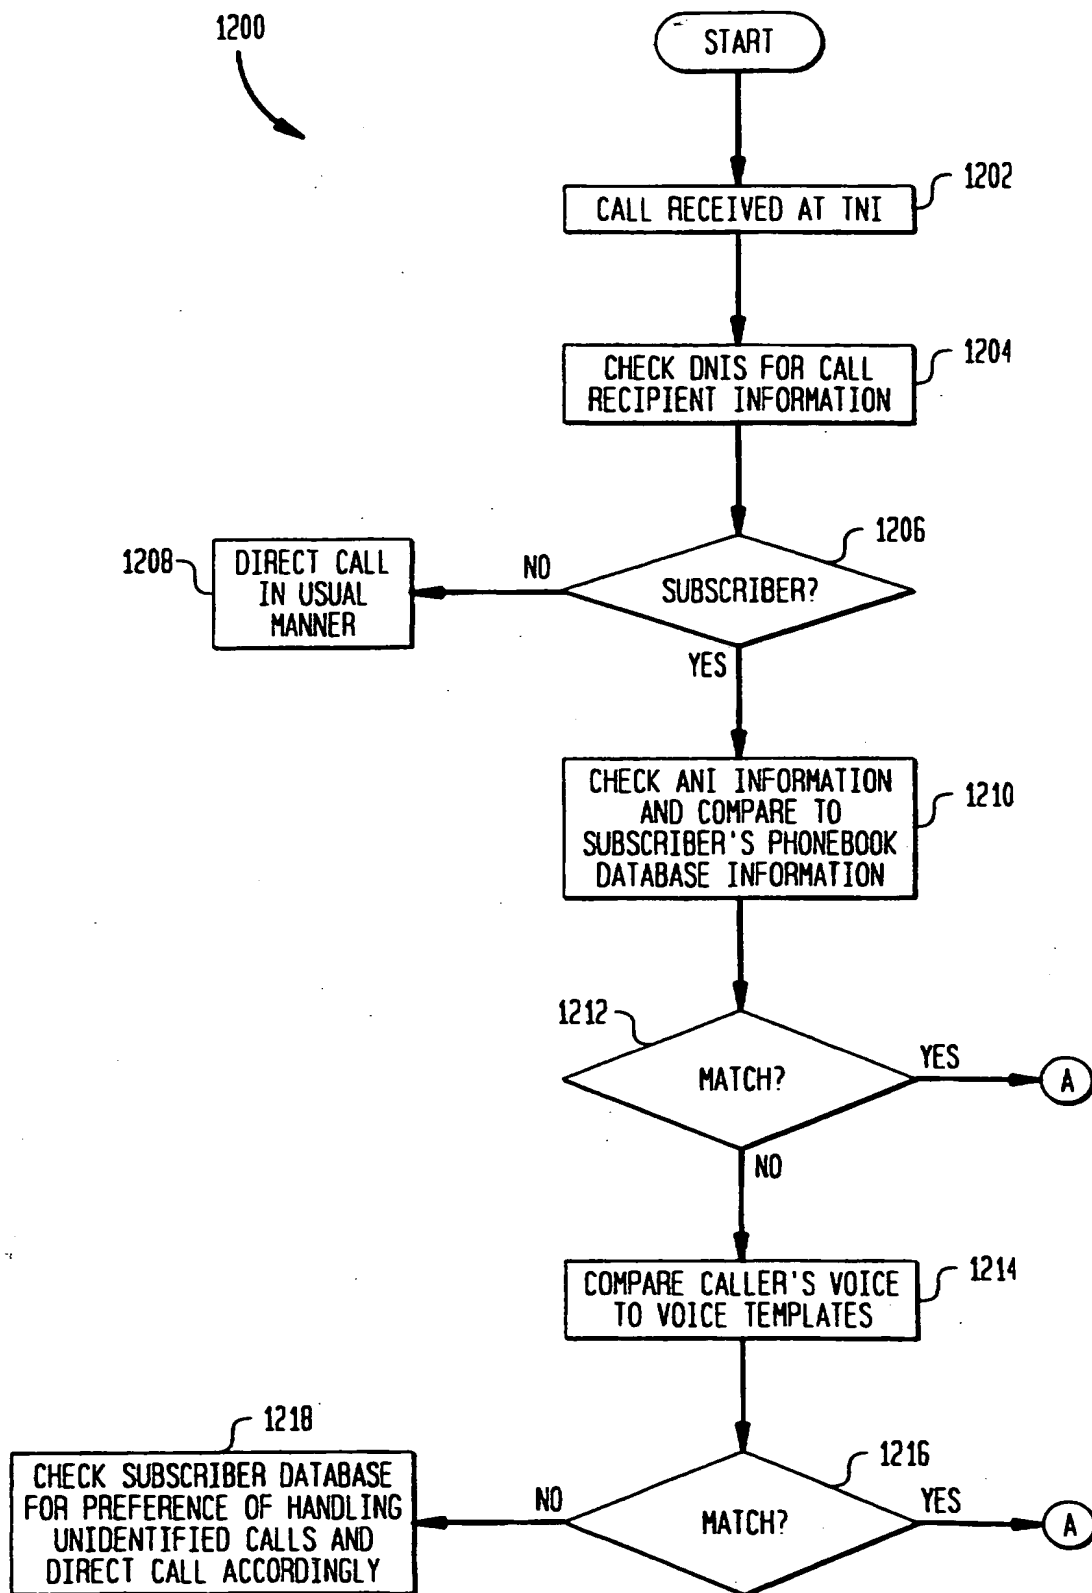 1200
START
1202
CALL RECEIVED AT TNI
1204
CHECK DNIS FOR CALL
RECIPIENT INFORMATION
1206
SUBSCRIBER?
NO
1208
DIRECT CALL
IN USUAL
MANNER
YES
1210
CHECK ANI INFORMATION
AND COMPARE TO
SUBSCRIBER'S PHONEBOOK
DATABASE INFORMATION
1212
MATCH?
YES
A
NO
1214
COMPARE CALLER'S VOICE
TO VOICE TEMPLATES
1216
MATCH?
YES
A
NO
1218
CHECK SUBSCRIBER DATABASE
FOR PREFERENCE OF HANDLING
UNIDENTIFIED CALLS AND
DIRECT CALL ACCORDINGLY